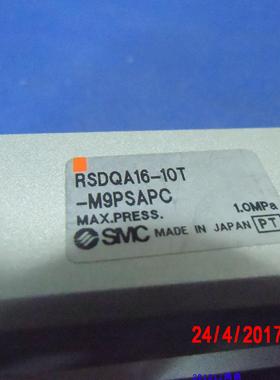 RSDQA16-10T
-M9PSAPC
MAX.PRESS. 1.0MPa
SMC MADE IN JAPAN PT
24/4/2017